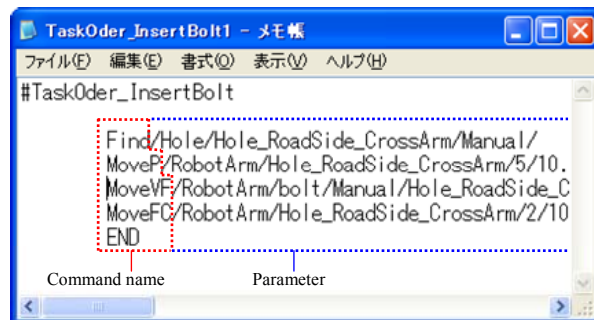 TaskOder_InsertBolt1 - メモ帳
ファイル(F) 編集(E) 書式(O) 表示(V) ヘルプ(H)
#TaskOder_InsertBolt
Find/Hole/Hole_RoadSide_CrossArm/Manual/
MoveP/RobotArm/Hole_RoadSide_CrossArm/5/10.
MoveVF/RobotArm/bolt/Manual/Hole_RoadSide_C
MoveFC/RobotArm/Hole_RoadSide_CrossArm/2/10
END
Command name Parameter